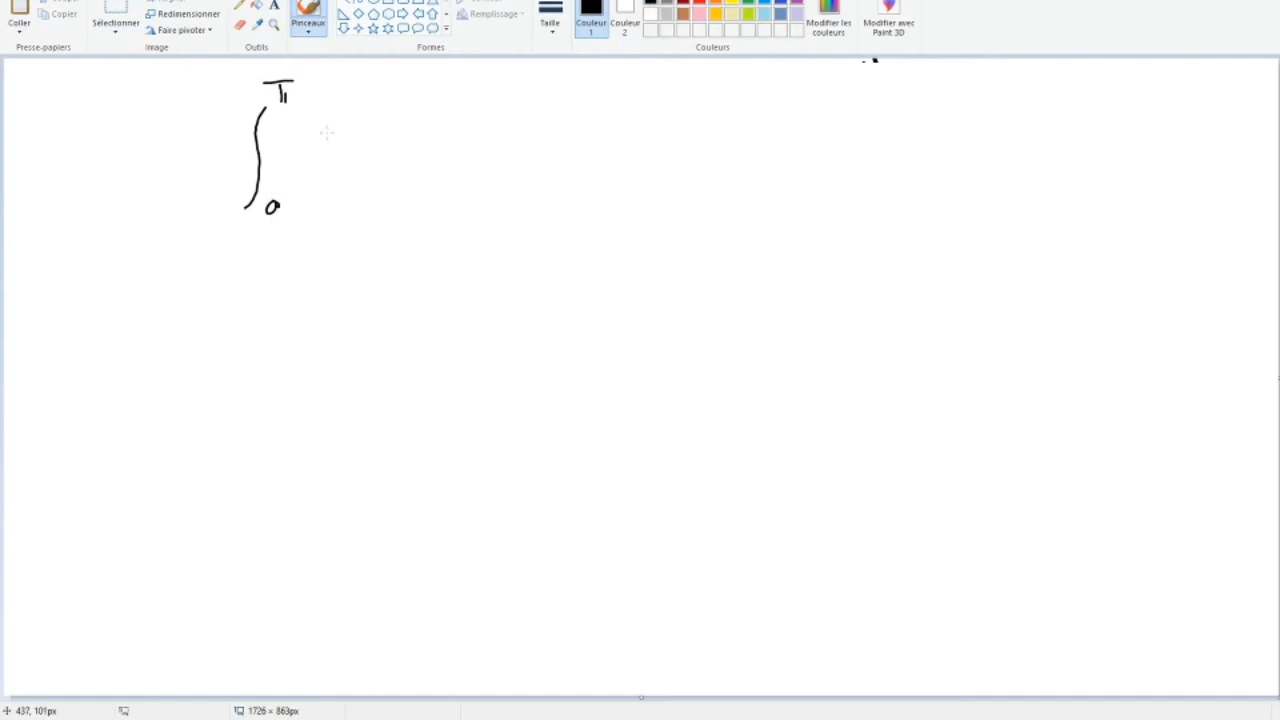 Coller
Sélectionner
Redimensionner
Copier
Faire pivoter
Pinceaux
Remplissage
Taille
Couleur 1
Couleur 2
Modifier les couleurs
Modifier avec Paint 3D
Presse-papiers
Image
Outils
Formes
Couleurs
π
∫
0
437, 101px
1726 × 863px